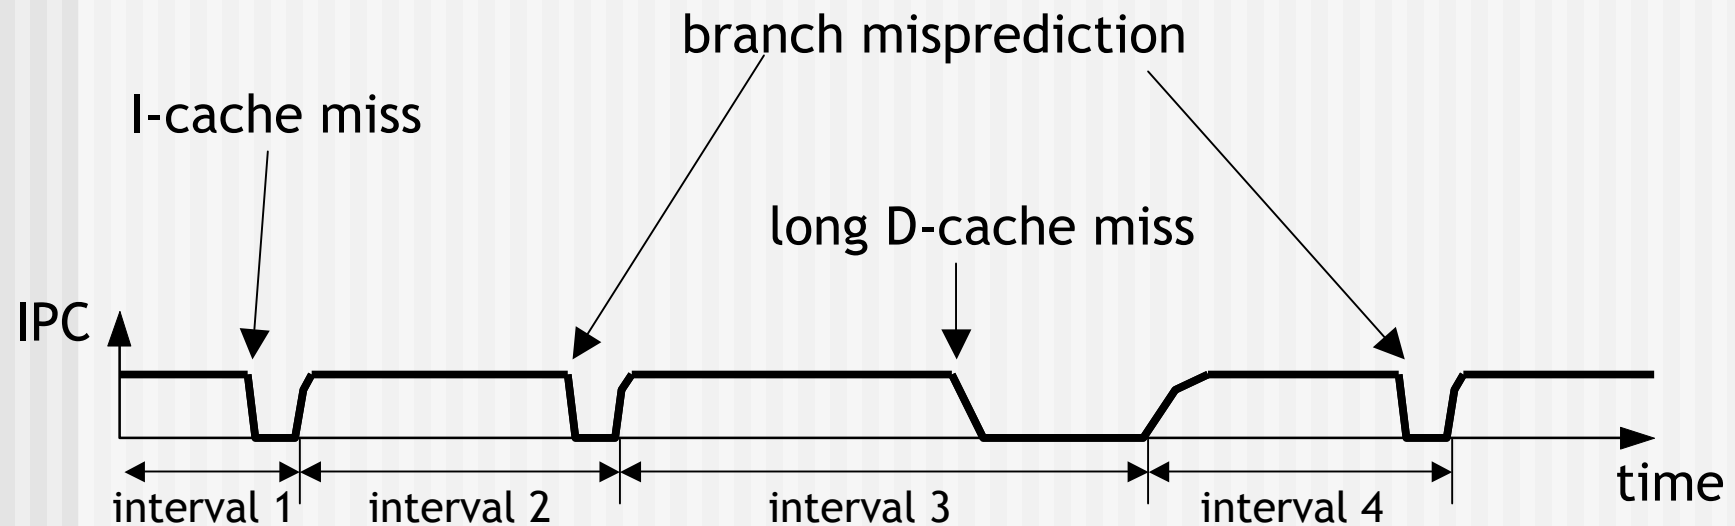 branch misprediction
I-cache miss
long D-cache miss
IPC
time
interval 1
interval 2
interval 3
interval 4